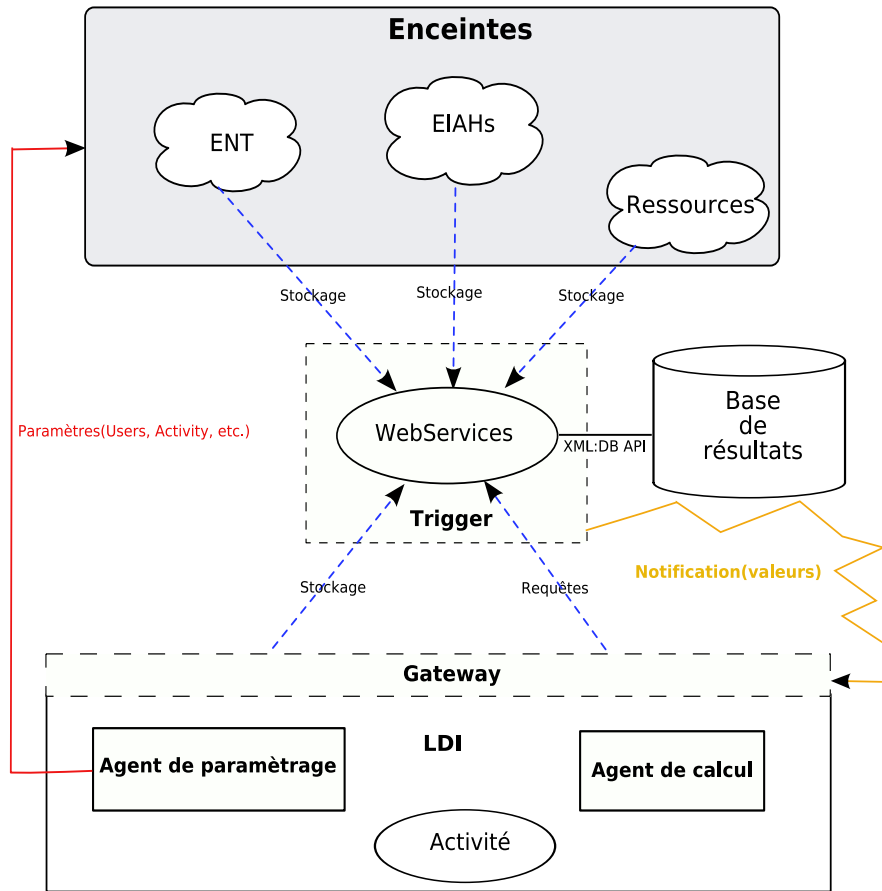 Enceintes
ENT
EIAHs
Ressources
Stockage
Stockage
Stockage
Paramètres(Users, Activity, etc.)
WebServices
XML:DB API
Base
de
résultats
Trigger
Notification(valeurs)
Stockage
Requêtes
Gateway
LDI
Agent de paramètrage
Agent de calcul
Activité